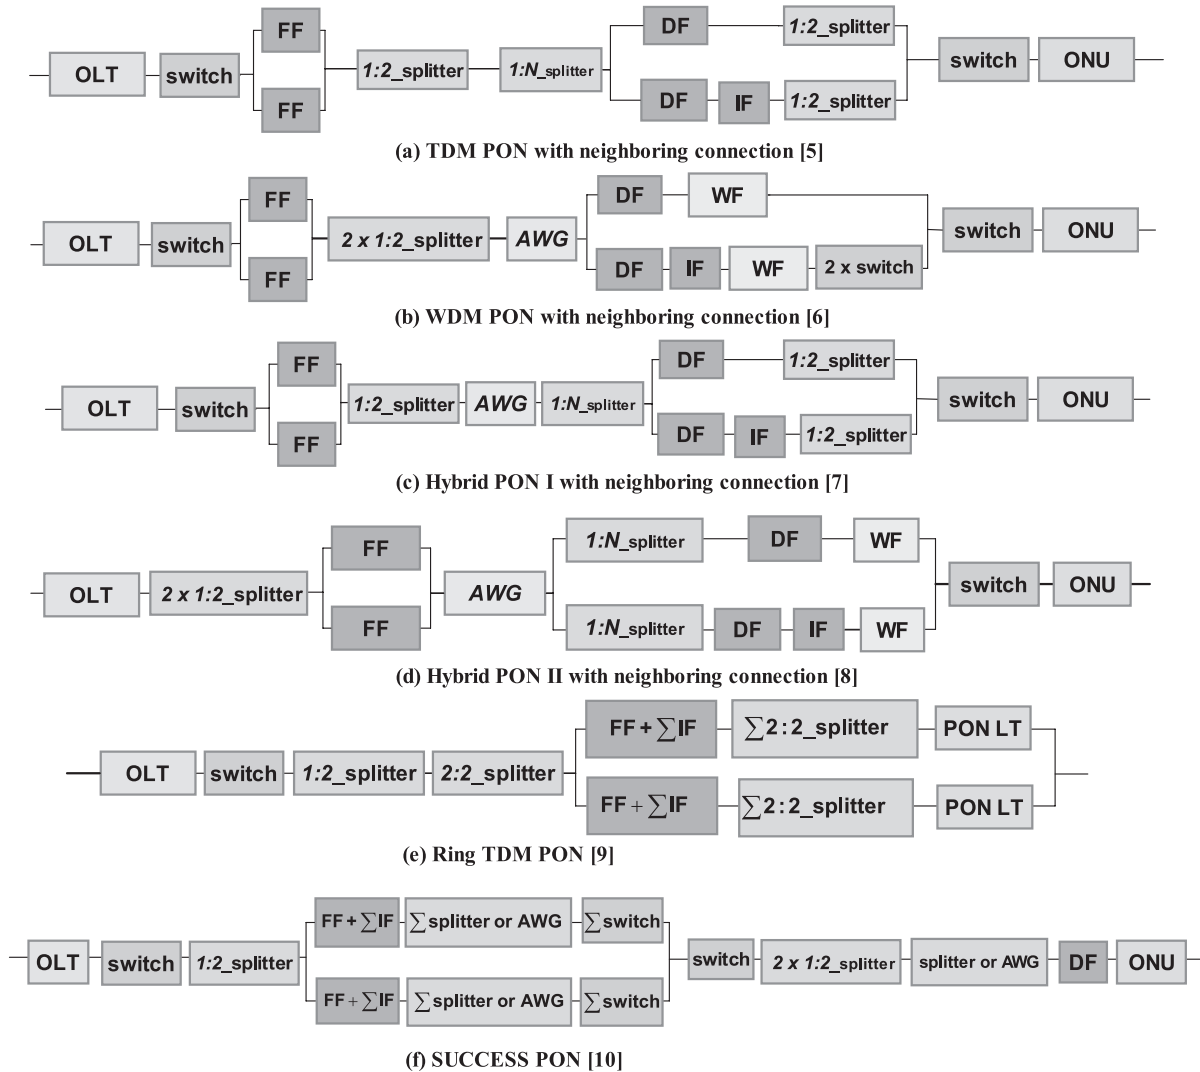 FF DF 1:2_splitter
OLT switch 1:2_splitter 1:N_splitter switch ONU
FF DF IF 1:2_splitter
(a) TDM PON with neighboring connection [5]
FF DF WF
OLT switch 2 x 1:2_splitter AWG switch ONU
FF DF IF WF 2 x switch
(b) WDM PON with neighboring connection [6]
FF DF 1:2_splitter
OLT switch 1:2_splitter AWG 1:N_splitter switch ONU
FF DF IF 1:2_splitter
(c) Hybrid PON I with neighboring connection [7]
FF 1:N_splitter DF WF
OLT 2 x 1:2_splitter AWG switch ONU
FF 1:N_splitter DF IF WF
(d) Hybrid PON II with neighboring connection [8]
FF + ∑IF ∑2:2_splitter PON LT
OLT switch 1:2_splitter 2:2_splitter
FF + ∑IF ∑2:2_splitter PON LT
(e) Ring TDM PON [9]
FF + ∑IF ∑splitter or AWG ∑switch
OLT switch 1:2_splitter switch 2 x 1:2_splitter splitter or AWG DF ONU
FF + ∑IF ∑splitter or AWG ∑switch
(f) SUCCESS PON [10]